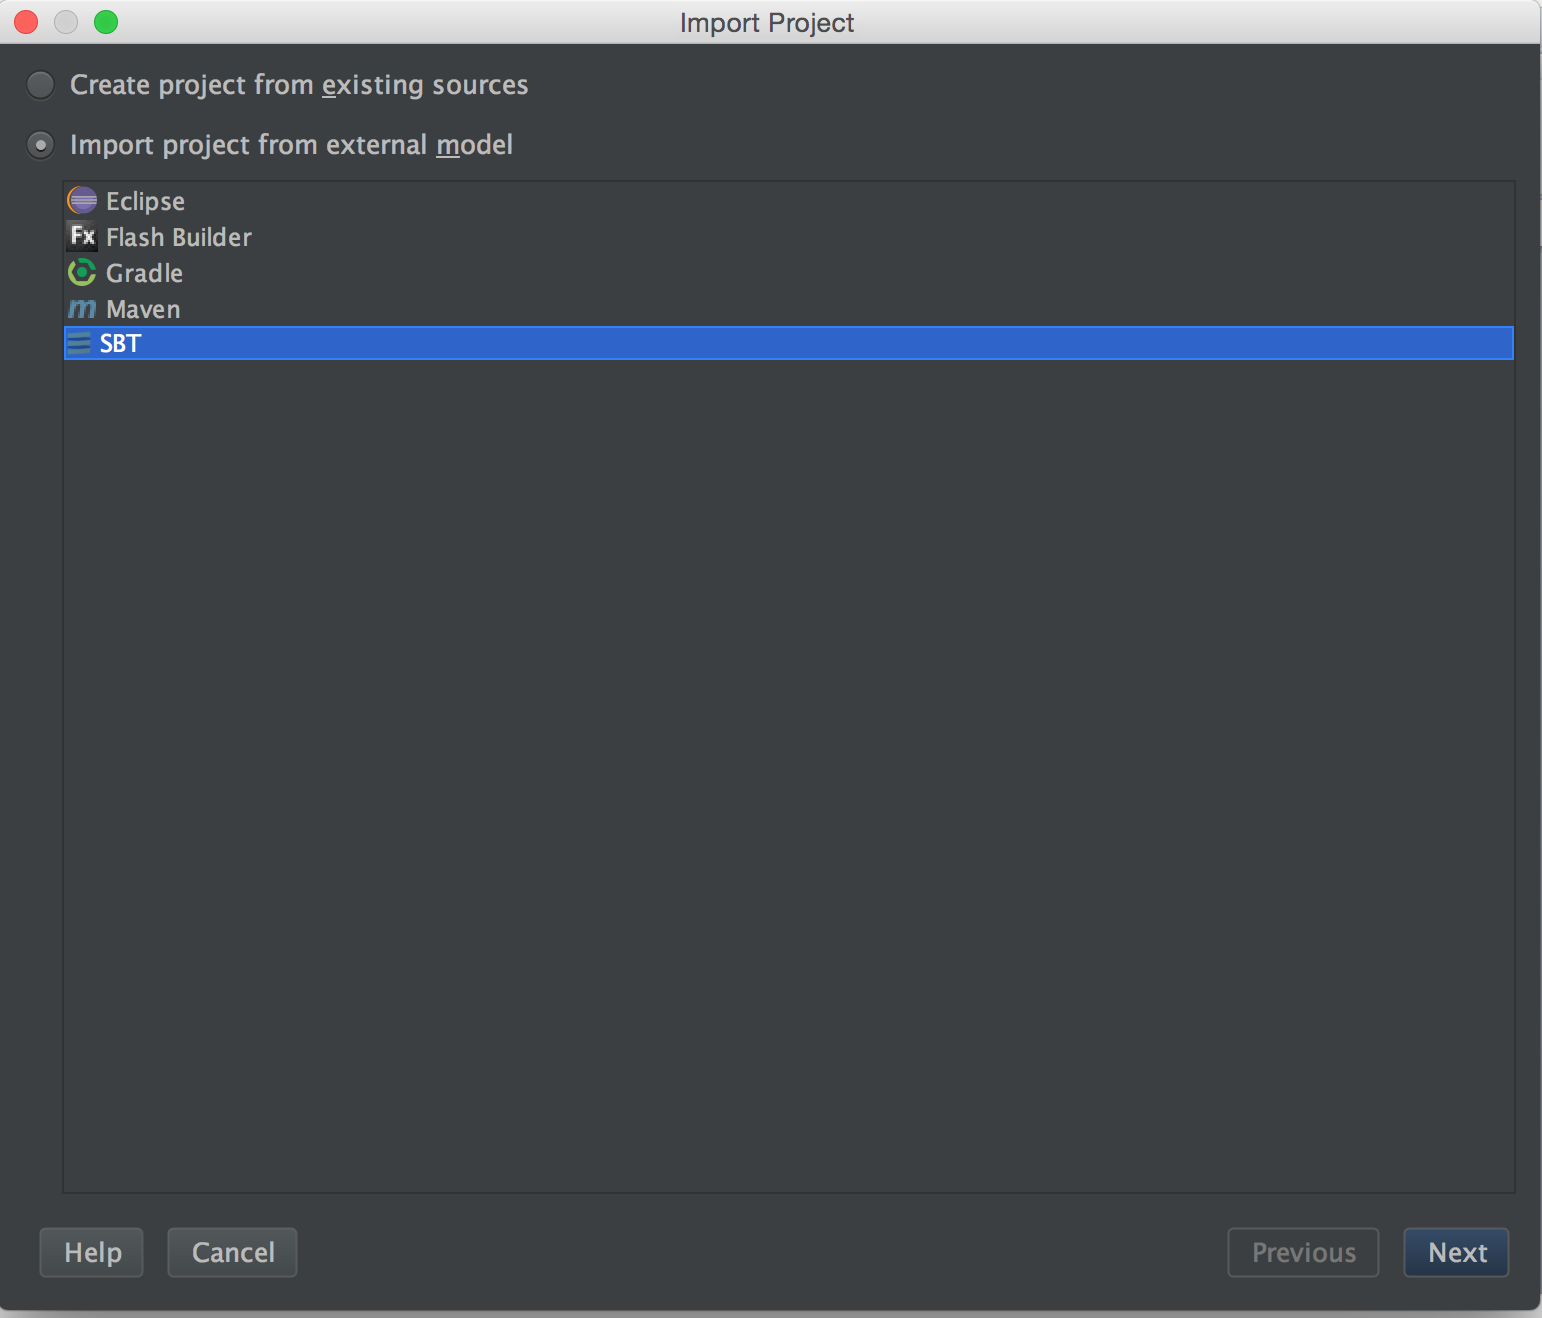 Import Project
Create project from existing sources
Import project from external model
Eclipse
Fx Flash Builder
Gradle
m Maven
SBT
Help Cancel Previous Next